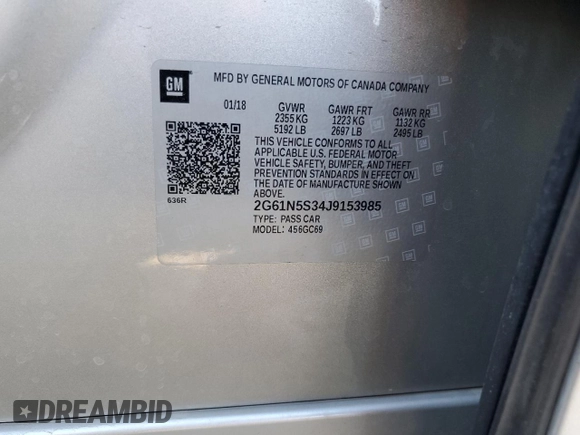 GM
MFD BY GENERAL MOTORS OF CANADA COMPANY
01/18 GVWR GAWR FRT GAWR RR
2355 KG 1223 KG 1132 KG
5192 LB 2697 LB 2495 LB
THIS VEHICLE CONFORMS TO ALL
APPLICABLE U.S. FEDERAL MOTOR
VEHICLE SAFETY, BUMPER, AND THEFT
PREVENTION STANDARDS IN EFFECT ON
THE DATE OF MANUFACTURE SHOWN
ABOVE.
636R
2G61N5S34J9153985
TYPE: PASS CAR
MODEL: 456GC69
DREAMBID